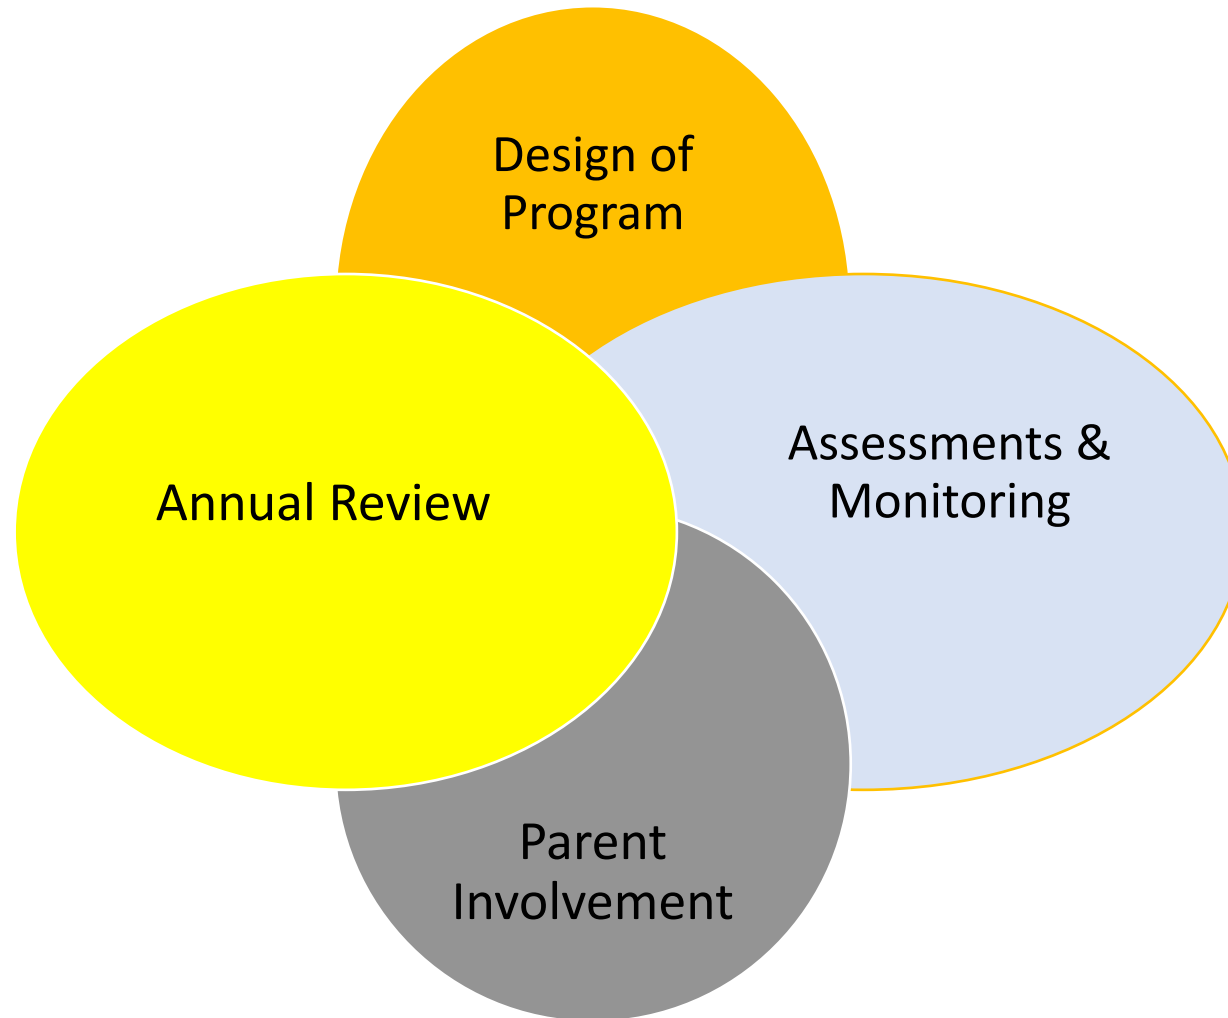 Design of
Program
Assessments &
Monitoring
Annual Review
Parent
Involvement